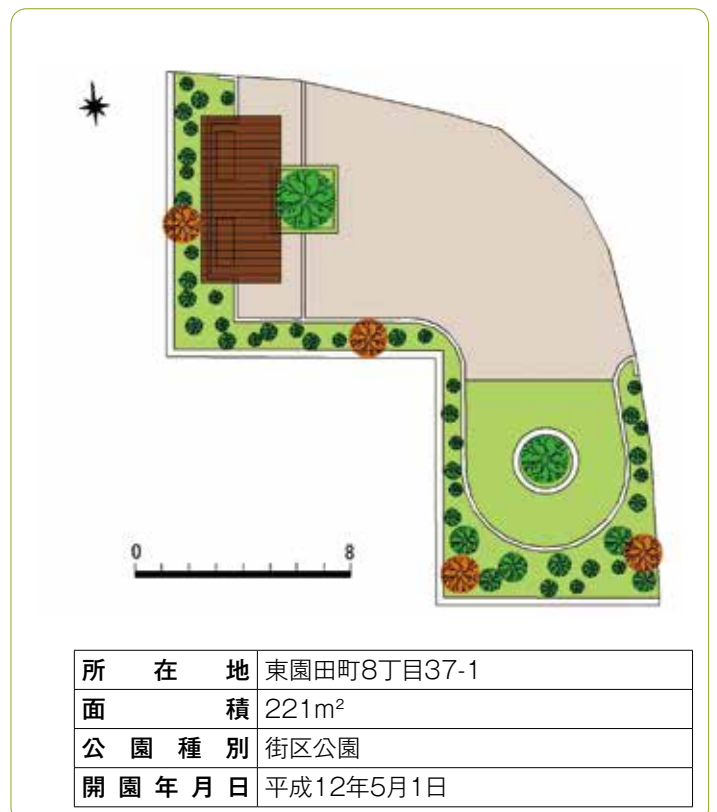 0 8
所在地 東園田町8丁目37-1
面積 221m²
公園種別 街区公園
開園年月日 平成12年5月1日